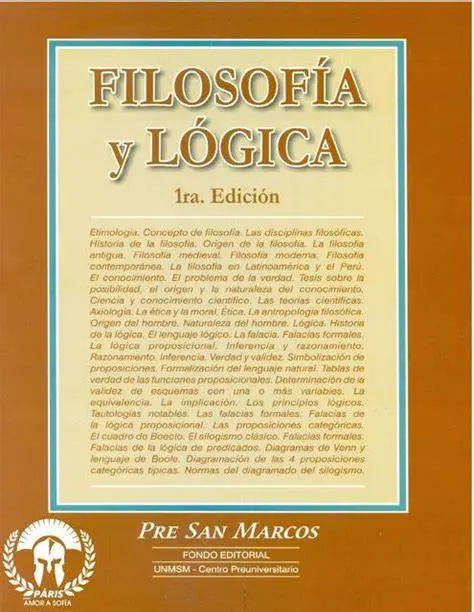 FILOSOFÍA
y LÓGICA
1ra. Edición
Etimología. Concepto de filosofía. Las disciplinas filosóficas.
Historia de la filosofía. Origen de la filosofía. La filosofía
antigua. Filosofía medieval. Filosofía moderna. Filosofía
contemporánea. La filosofía en Latinoamérica y el Perú.
El conocimiento. El problema de la verdad. Tesis sobre la
posibilidad, el origen y la naturaleza del conocimiento.
Ciencia y conocimiento científico. Las teorías científicas.
Axiología. La ética y la moral. Ética. La antropología filosófica.
Origen del hombre. Naturaleza del hombre. Lógica. Historia
de la lógica. El lenguaje lógico. La falacia. Falacias formales.
La lógica proposicional. Inferencia y razonamiento.
Razonamiento. Inferencia. Verdad y validez. Simbolización de
proposiciones. Formalización del lenguaje natural. Tablas de
verdad de las funciones proposicionales. Determinación de la
validez de esquemas con una o más variables. La
equivalencia. La implicación. Los principios lógicos.
Tautologías notables. Las falacias formales. Falacias de
la lógica proposicional. Las proposiciones categóricas.
El cuadro de Boecio. El silogismo clásico. Falacias formales.
Falacias de la lógica de predicados. Diagramas de Venn y
lenguaje de Boole. Diagramación de las 4 proposiciones
categóricas típicas. Normas del diagramado del silogismo.
PRE SAN MARCOS
FONDO EDITORIAL
UNMSM - Centro Preuniversitario
PÁRIS
AMOR A SOFÍA